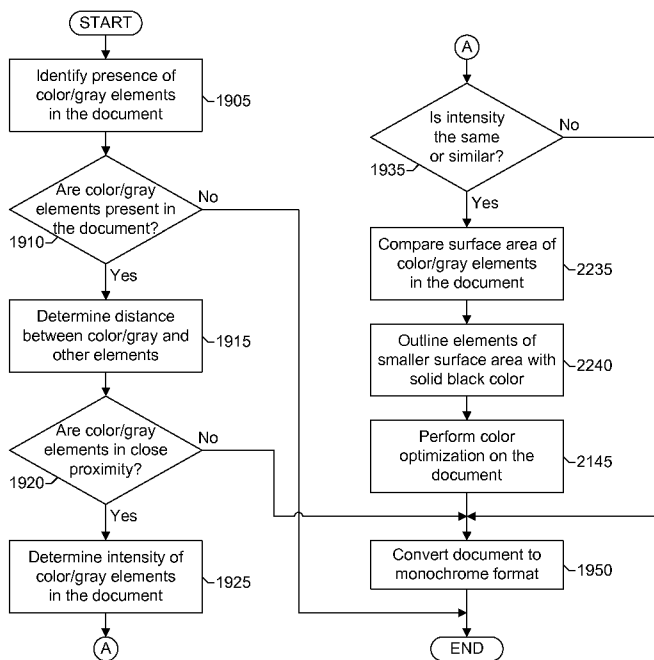 START
Identify presence of
color/gray elements
in the document
1905
Are color/gray
elements present in
the document?
1910
No
Yes
Determine distance
between color/gray and
other elements
1915
Are color/gray
elements in close
proximity?
1920
No
Yes
Determine intensity of
color/gray elements
in the document
1925
A
A
Is intensity
the same
or similar?
1935
No
Yes
Compare surface area of
color/gray elements
in the document
2235
Outline elements of
smaller surface area with
solid black color
2240
Perform color
optimization on the
document
2145
Convert document to
monochrome format
1950
END